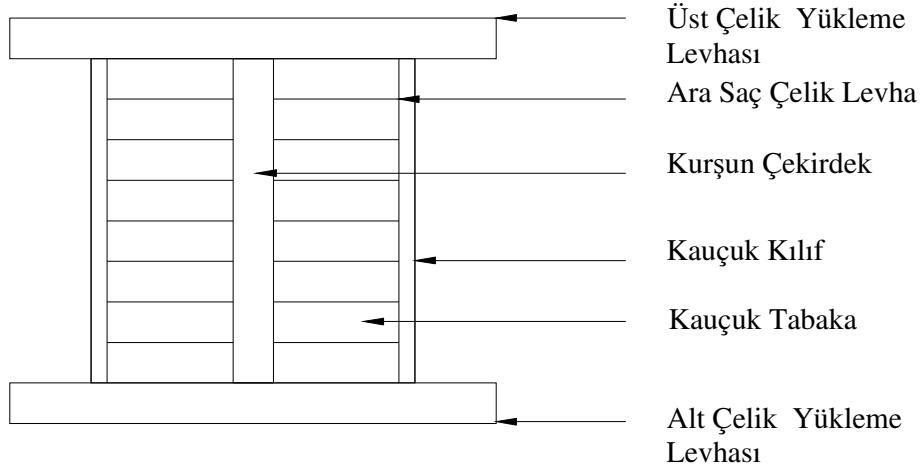 Üst Çelik Yükleme
Levhası
Ara Saç Çelik Levha
Kurşun Çekirdek
Kauçuk Kılıf
Kauçuk Tabaka
Alt Çelik Yükleme
Levhası